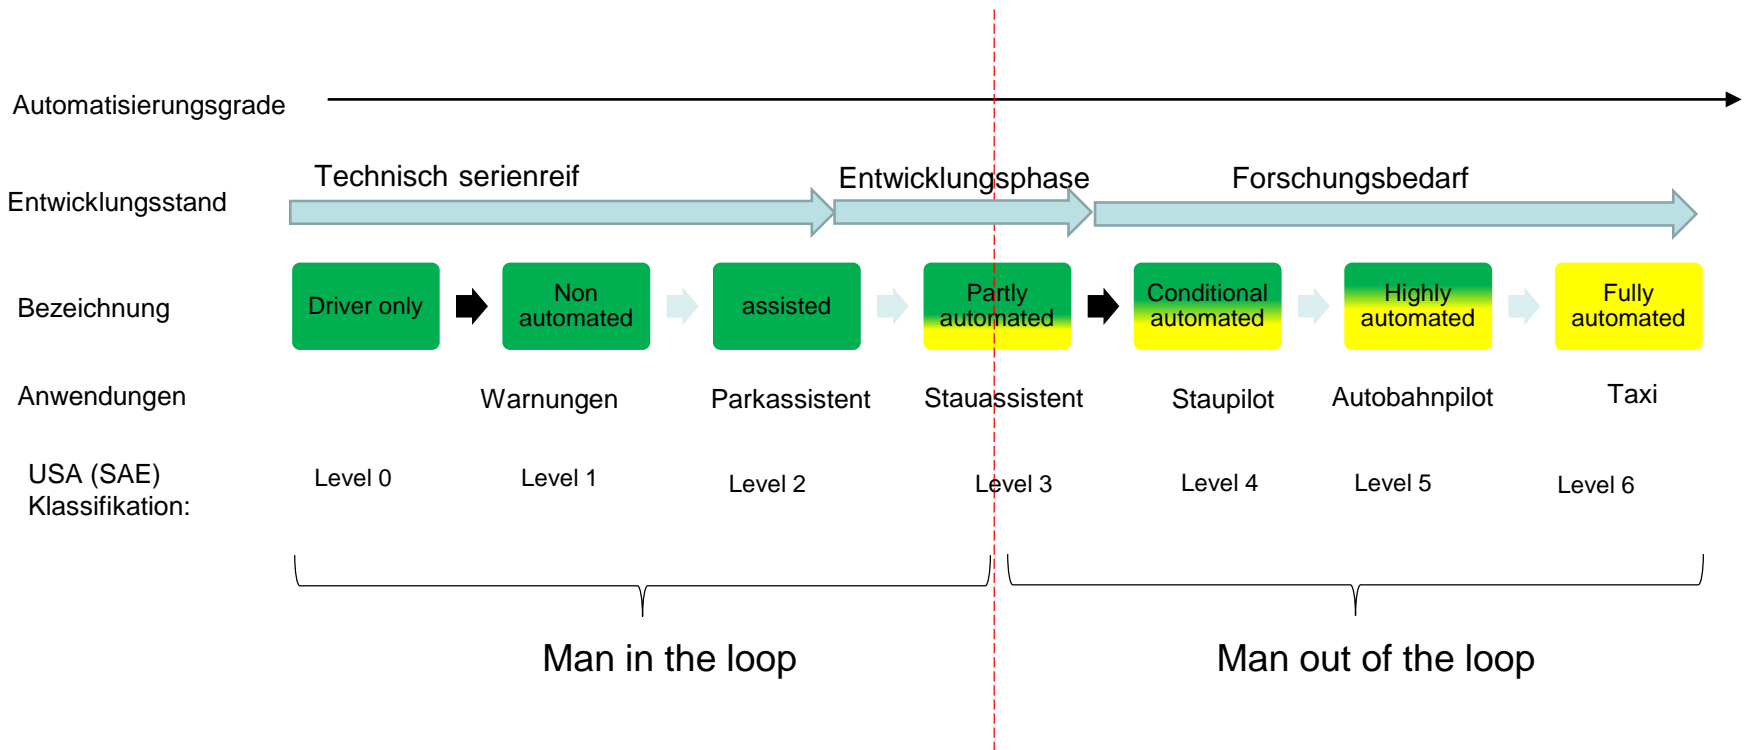 Automatisierungsgrade
Entwicklungsstand
Technisch serienreif
Entwicklungsphase
Forschungsbedarf
Bezeichnung
Driver only
Non
automated
assisted
Partly
automated
Conditional
automated
Highly
automated
Fully
automated
Anwendungen
Warnungen
Parkassistent
Stauassistent
Staupilot
Autobahnpilot
Taxi
USA (SAE)
Klassifikation:
Level 0
Level 1
Level 2
Level 3
Level 4
Level 5
Level 6
Man in the loop
Man out of the loop